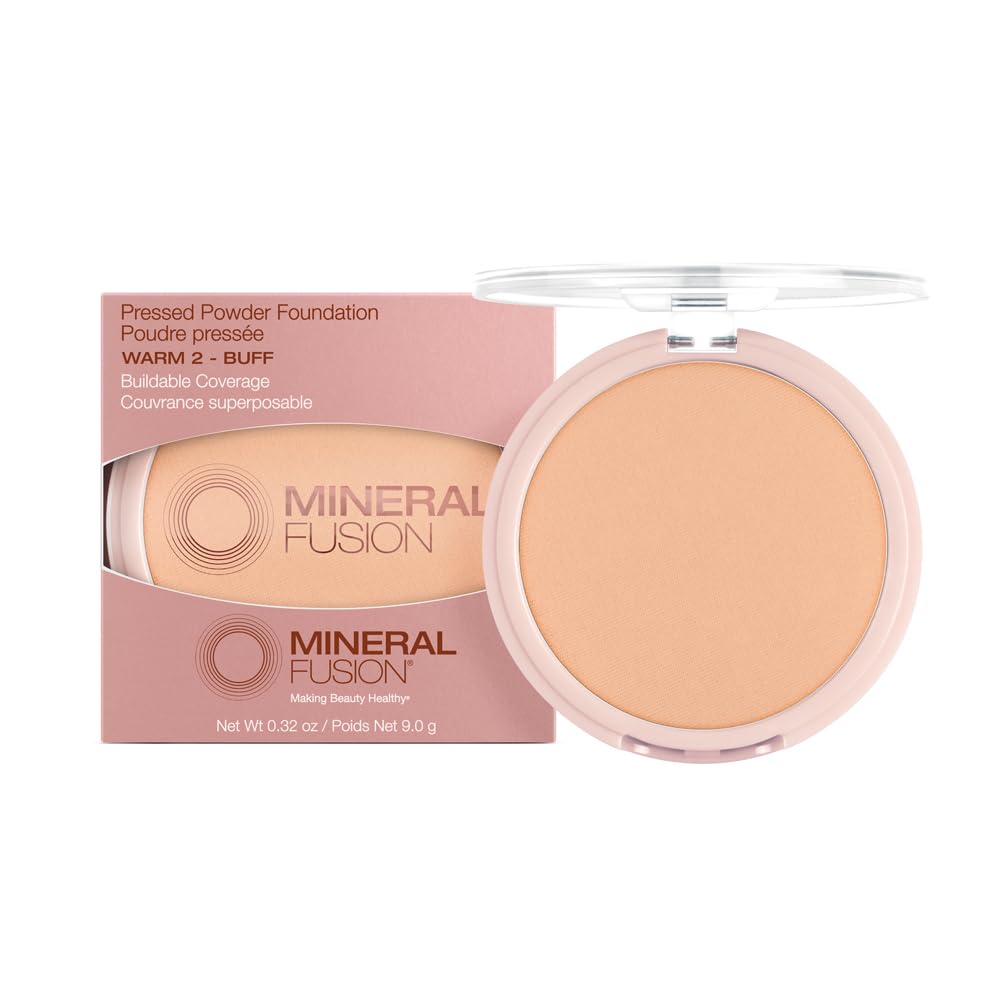 Pressed Powder Foundation
Poudre pressée
WARM 2 - BUFF
Buildable Coverage
Couvrance superposable
MINERAL
FUSION
MINERAL
FUSION®
Making Beauty Healthy®
Net Wt 0.32 oz / Poids Net 9.0 g